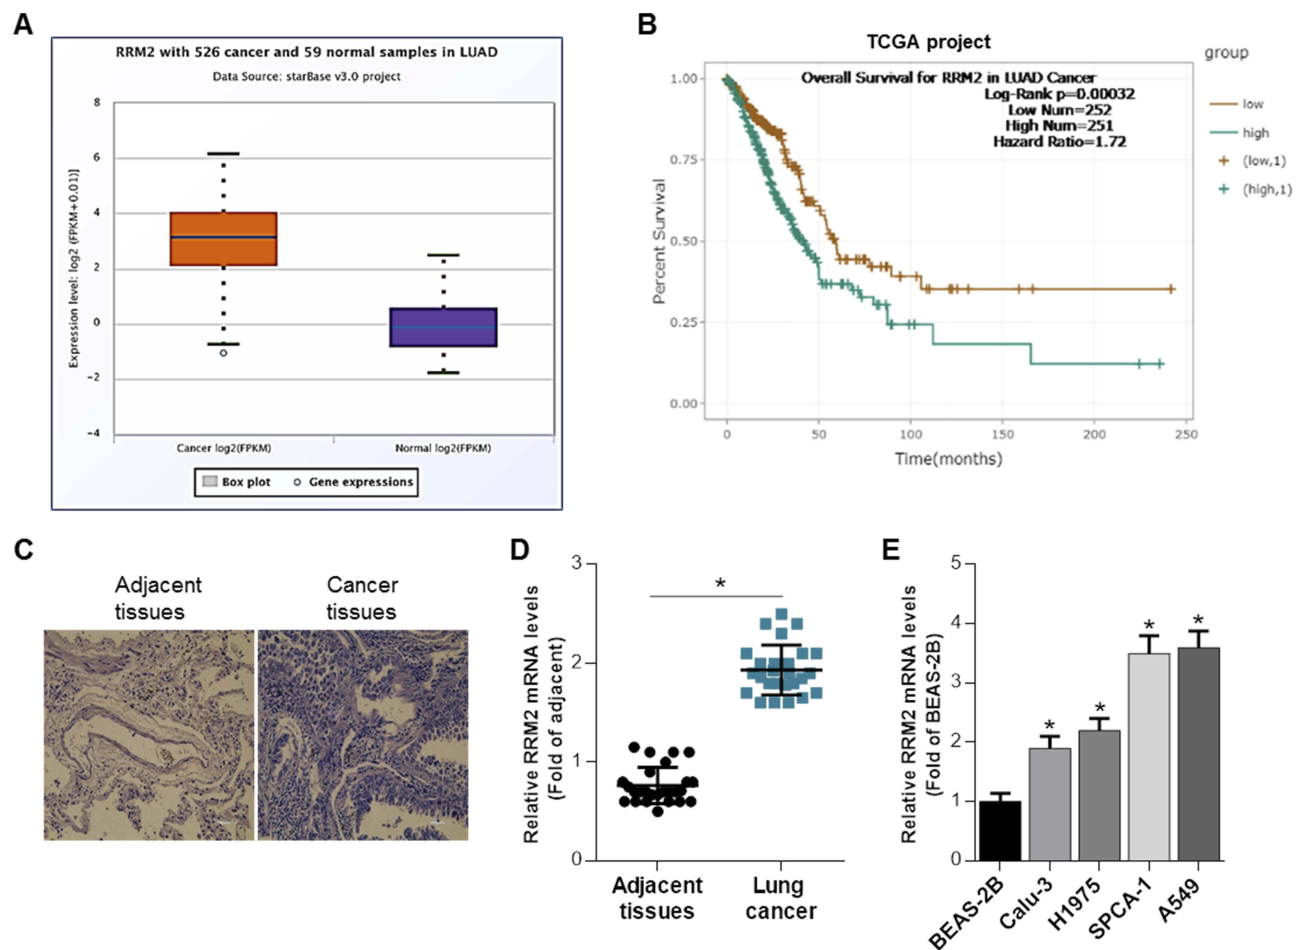 A
RRM2 with 526 cancer and 59 normal samples in LUAD
Data Source: starBase v3.0 project
Expression level: log2 (FPKM+0.01)]
8
6
4
2
0
−2
−4
Cancer log2(FPKM)
Normal log2(FPKM)
Box plot
Gene expressions
B
TCGA project
Overall Survival for RRM2 in LUAD Cancer
Log-Rank p=0.00032
Low Num=252
High Num=251
Hazard Ratio=1.72
Percent Survival
1.00
0.75
0.50
0.25
0.00
0
50
100
150
200
250
Time(months)
group
low
high
(low,1)
(high,1)
C
Adjacent
tissues
Cancer
tissues
D
Relative RRM2 mRNA levels
(Fold of adjacent)
3
2
1
0
*
Adjacent
tissues
Lung
cancer
E
Relative RRM2 mRNA levels
(Fold of BEAS-2B)
5
4
3
2
1
0
*
*
*
*
BEAS-2B
Calu-3
H1975
SPCA-1
A549